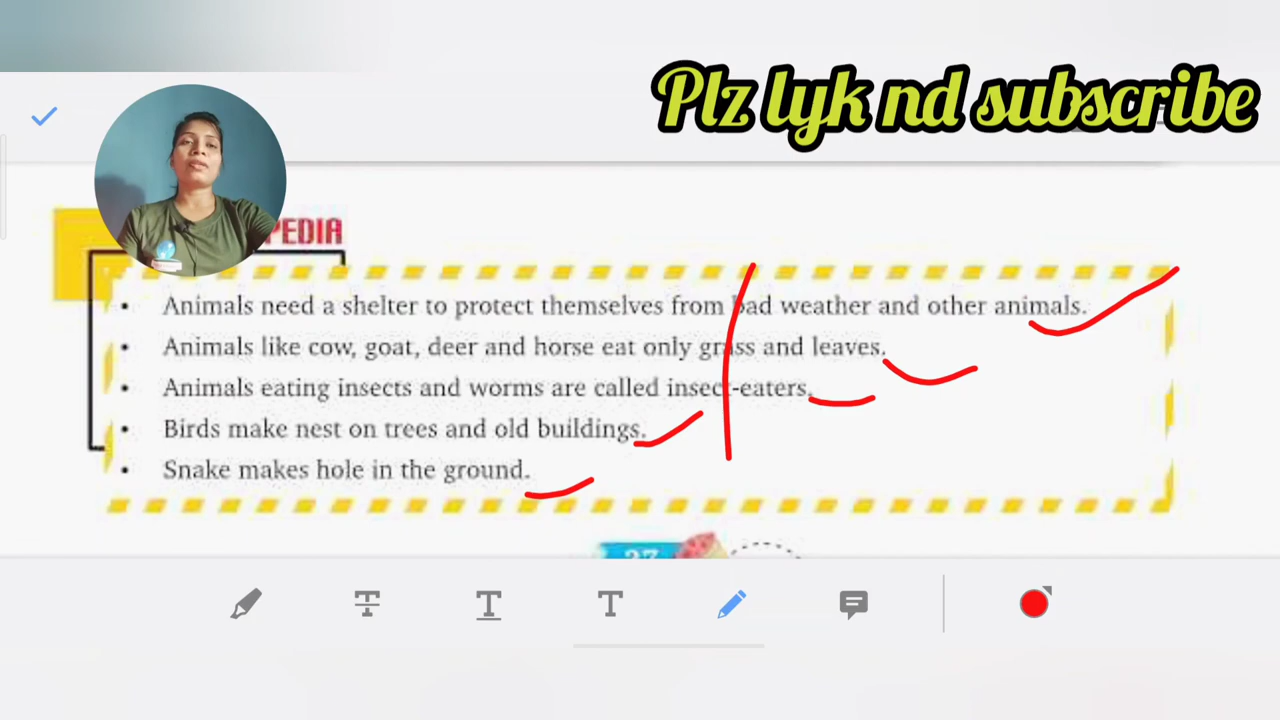 Plz lyk nd subscribe
PEDIA
• Animals need a shelter to protect themselves from bad weather and other animals.
• Animals like cow, goat, deer and horse eat only grass and leaves.
• Animals eating insects and worms are called insect-eaters.
• Birds make nest on trees and old buildings.
• Snake makes hole in the ground.
T
T
T